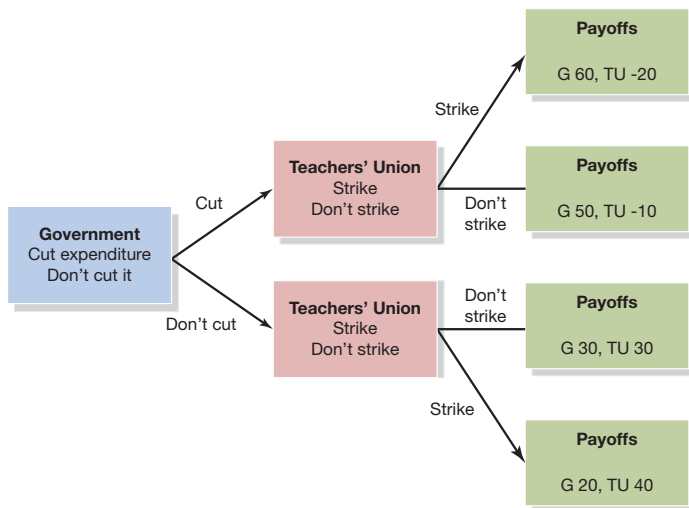 Payoffs
G 60, TU -20
Strike
Teachers' Union
Strike
Don't strike
Payoffs
G 50, TU -10
Don't
strike
Cut
Government
Cut expenditure
Don't cut it
Don't cut
Teachers' Union
Strike
Don't strike
Don't
strike
Payoffs
G 30, TU 30
Strike
Payoffs
G 20, TU 40